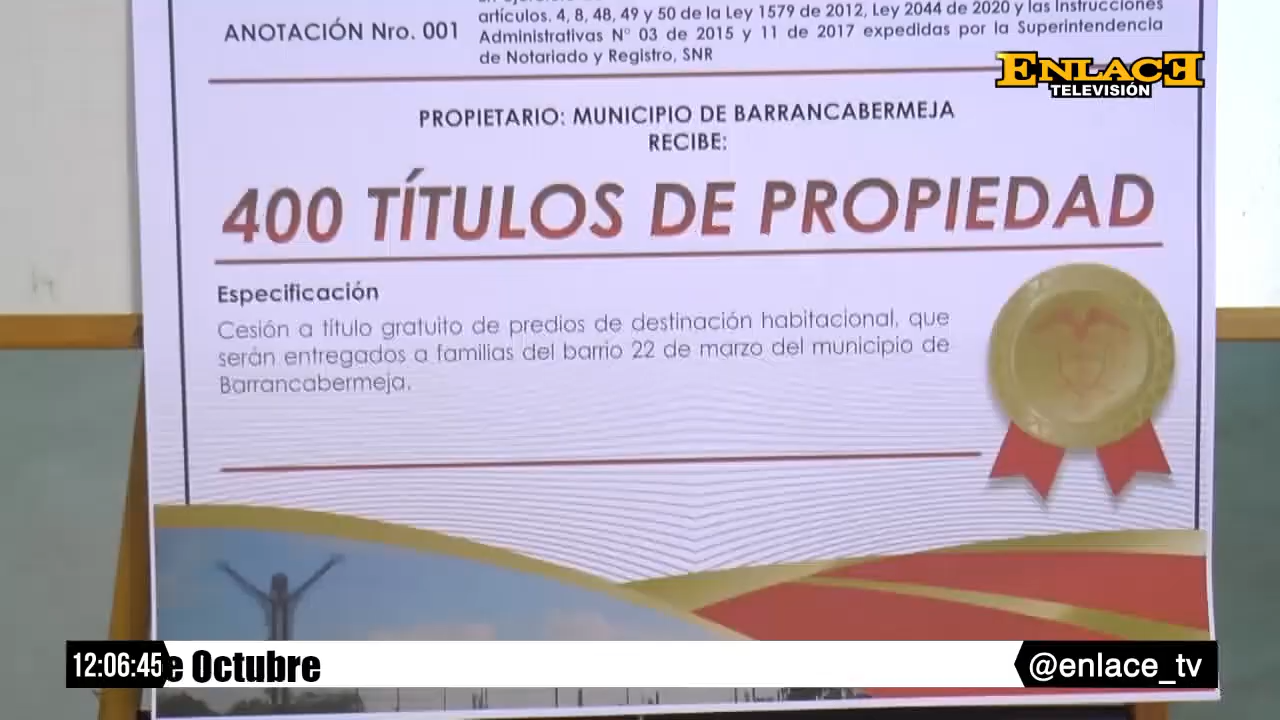 artículos. 4, 8, 48, 49 y 50 de la Ley 1579 de 2012, Ley 2044 de 2020 y las Instrucciones
ANOTACIÓN Nro. 001
Administrativas N° 03 de 2015 y 11 de 2017 expedidas por la Superintendencia
de Notariado y Registro, SNR
ENLACE
TELEVISIÓN
PROPIETARIO: MUNICIPIO DE BARRANCABERMEJA
RECIBE:
400 TÍTULOS DE PROPIEDAD
Especificación
Cesión a título gratuito de predios de destinación habitacional, que
serán entregados a familias del barrio 22 de marzo del municipio de
Barrancabermeja.
12:06:45
e Octubre
@enlace_tv